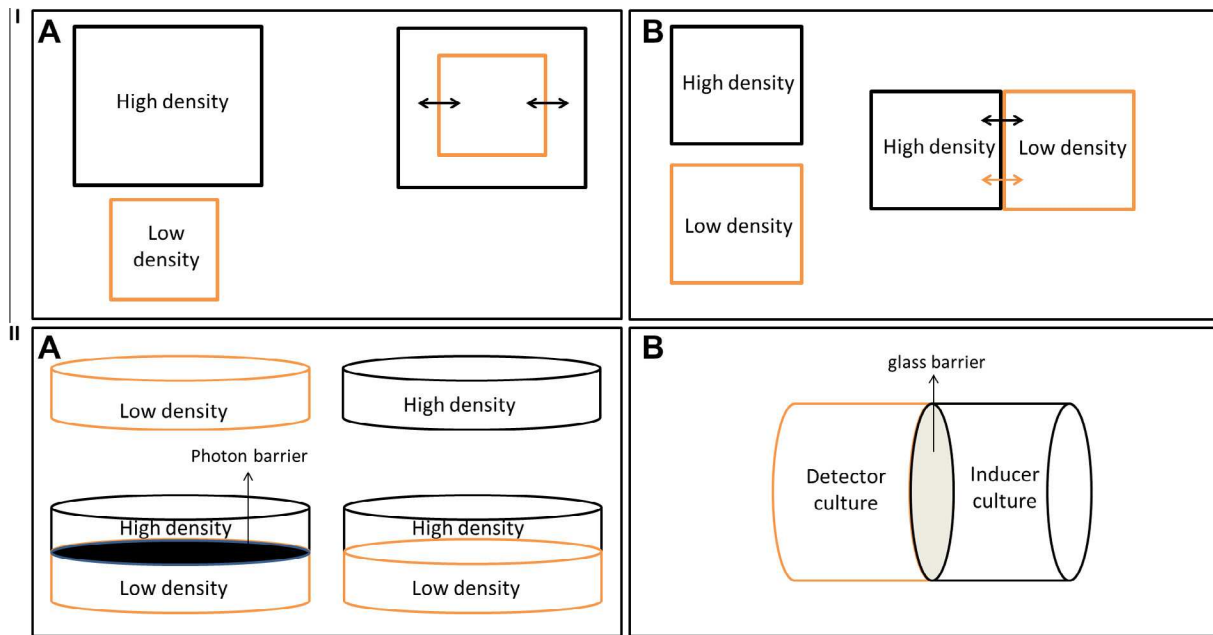 I
A
High density
Low
density
B
High density
Low density
High density
Low density
II
A
Low density
High density
Photon barrier
High density
Low density
High density
Low density
B
glass barrier
Detector
culture
Inducer
culture